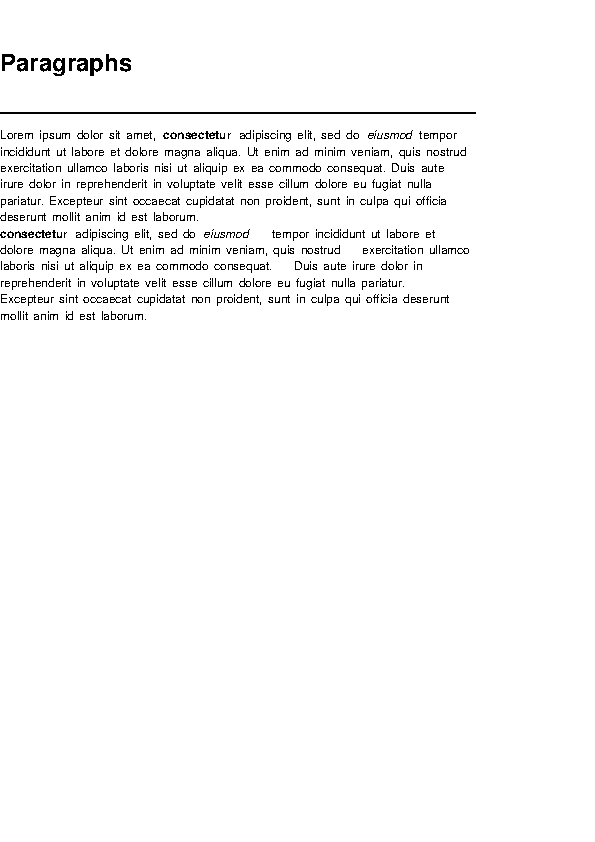 Paragraphs
Lorem ipsum dolor sit amet, consectetur adipiscing elit, sed do eiusmod tempor
incididunt ut labore et dolore magna aliqua. Ut enim ad minim veniam, quis nostrud
exercitation ullamco laboris nisi ut aliquip ex ea commodo consequat. Duis aute
irure dolor in reprehenderit in voluptate velit esse cillum dolore eu fugiat nulla
pariatur. Excepteur sint occaecat cupidatat non proident, sunt in culpa qui officia
deserunt mollit anim id est laborum.
consectetur adipiscing elit, sed do eiusmod tempor incididunt ut labore et
dolore magna aliqua. Ut enim ad minim veniam, quis nostrud exercitation ullamco
laboris nisi ut aliquip ex ea commodo consequat. Duis aute irure dolor in
reprehenderit in voluptate velit esse cillum dolore eu fugiat nulla pariatur.
Excepteur sint occaecat cupidatat non proident, sunt in culpa qui officia deserunt
mollit anim id est laborum.